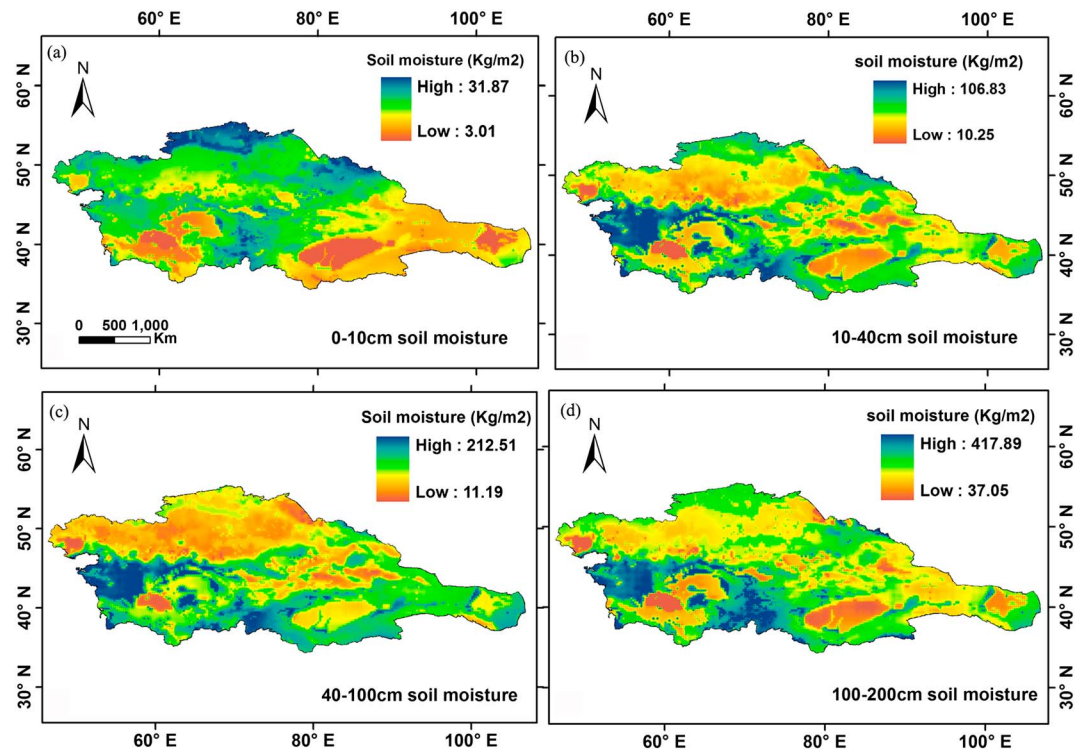 60° E 80° E 100° E
(a)
N
Soil moisture (Kg/m2)
High : 31.87
Low : 3.01
60° N
50° N
40° N
30° N
0 500 1,000
Km
0-10cm soil moisture
60° E 80° E 100° E
(b)
N
soil moisture (Kg/m2)
High : 106.83
Low : 10.25
60° N
50° N
40° N
30° N
10-40cm soil moisture
(c)
N
Soil moisture (Kg/m2)
High : 212.51
Low : 11.19
60° N
50° N
40° N
30° N
40-100cm soil moisture
60° E 80° E 100° E
(d)
N
soil moisture (Kg/m2)
High : 417.89
Low : 37.05
60° N
50° N
40° N
30° N
100-200cm soil moisture
60° E 80° E 100° E